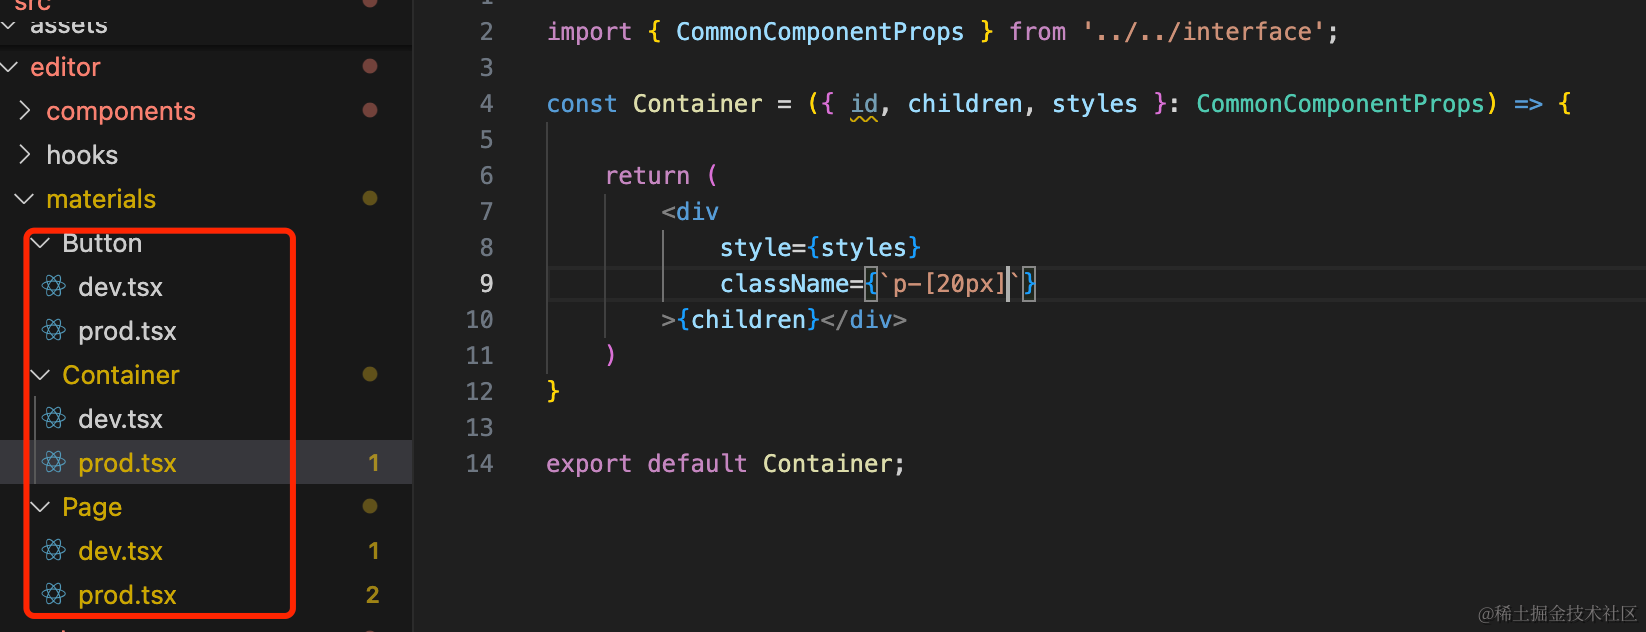 src
assets
editor
components
hooks
materials
Button
dev.tsx
prod.tsx
Container
dev.tsx
prod.tsx 1
Page
dev.tsx 1
prod.tsx 2
1
2 import { CommonComponentProps } from '../../interface';
3
4 const Container = ({ id, children, styles }: CommonComponentProps) => {
5
6 return (
7 <div
8 style={styles}
9 className={`p-[20px]`}
10 >{children}</div>
11 )
12 }
13
14 export default Container;
@稀土掘金技术社区